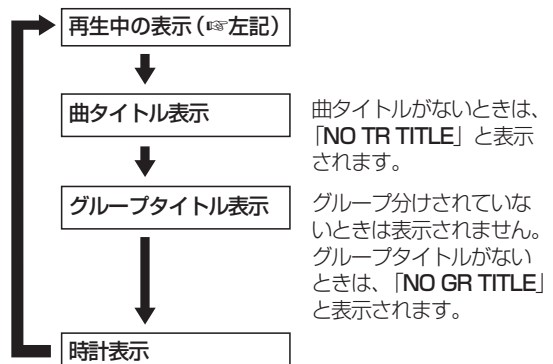 再生中の表示(☞左記)
曲タイトル表示
曲タイトルがないときは、
「NO TR TITLE」と表示
されます。
グループタイトル表示
グループ分けされていな
いときは表示されません。
グループタイトルがない
ときは、「NO GR TITLE」
と表示されます。
時計表示